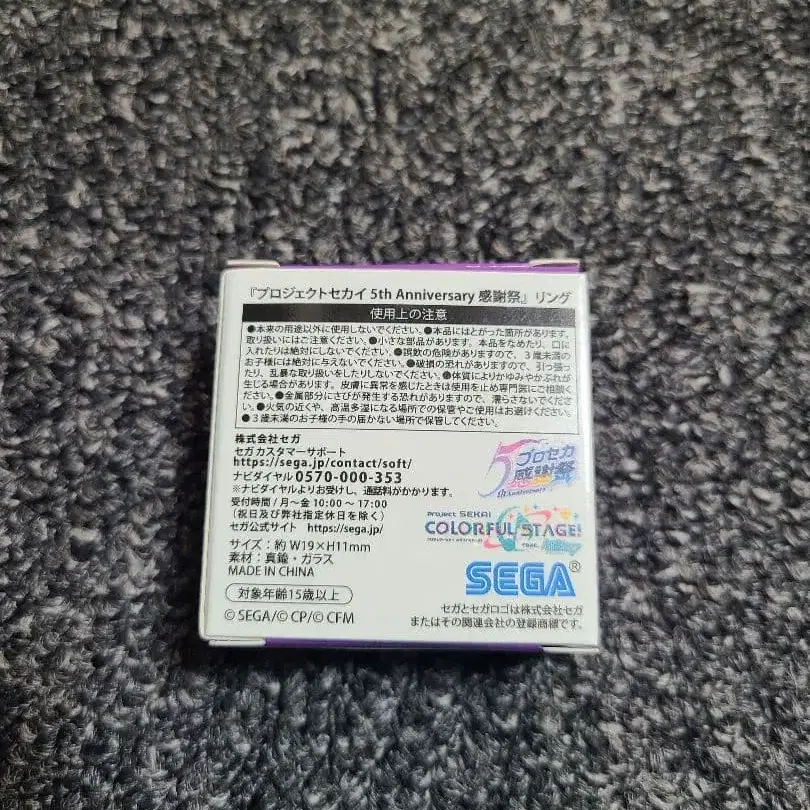 『プロジェクトセカイ 5th Anniversary 感謝祭』リング
使用上の注意
●本来の用途以外に使用しないでください。●本品にはとがった箇所があります。
取り扱いにはご注意ください。●小さな部品があります。本品をなめたり、口に
入れたりは絶対にしないでください。●誤飲の危険がありますので、3歳未満の
お子様には絶対に与えないでください。●破損の恐れがありますので、引っ張っ
たり、乱暴な取り扱いをしたりしないでください。●体質によりかゆみやかぶれが
生じる場合があります。皮膚に異常を感じたときは使用を止め専門医にご相談く
ださい。●金属部分にさびが発生する恐れがありますので、濡らさないでくださ
い。●火気の近くや、高温多湿になる場所での保管やご使用はお避けください。
●3歳未満のお子様の手の届かない場所で保管してください。
株式会社セガ
セガ カスタマーサポート
https://sega.jp/contact/soft/
ナビダイヤル 0570-000-353
※ナビダイヤルよりお受けし、通話料がかかります。
受付時間 / 月~金 10:00 ~ 17:00
(祝日及び弊社指定休日を除く)
セガ公式サイト https://sega.jp/
サイズ:約 W19×H11mm
素材:真鍮・ガラス
MADE IN CHINA
対象年齢15歳以上
© SEGA/© CP/© CFM
5 プロセカ
感謝祭
th Anniversary
Project SEKAI
COLORFUL STAGE!
SEGA®
セガとセガロゴは株式会社セガ
またはその関連会社の登録商標です。